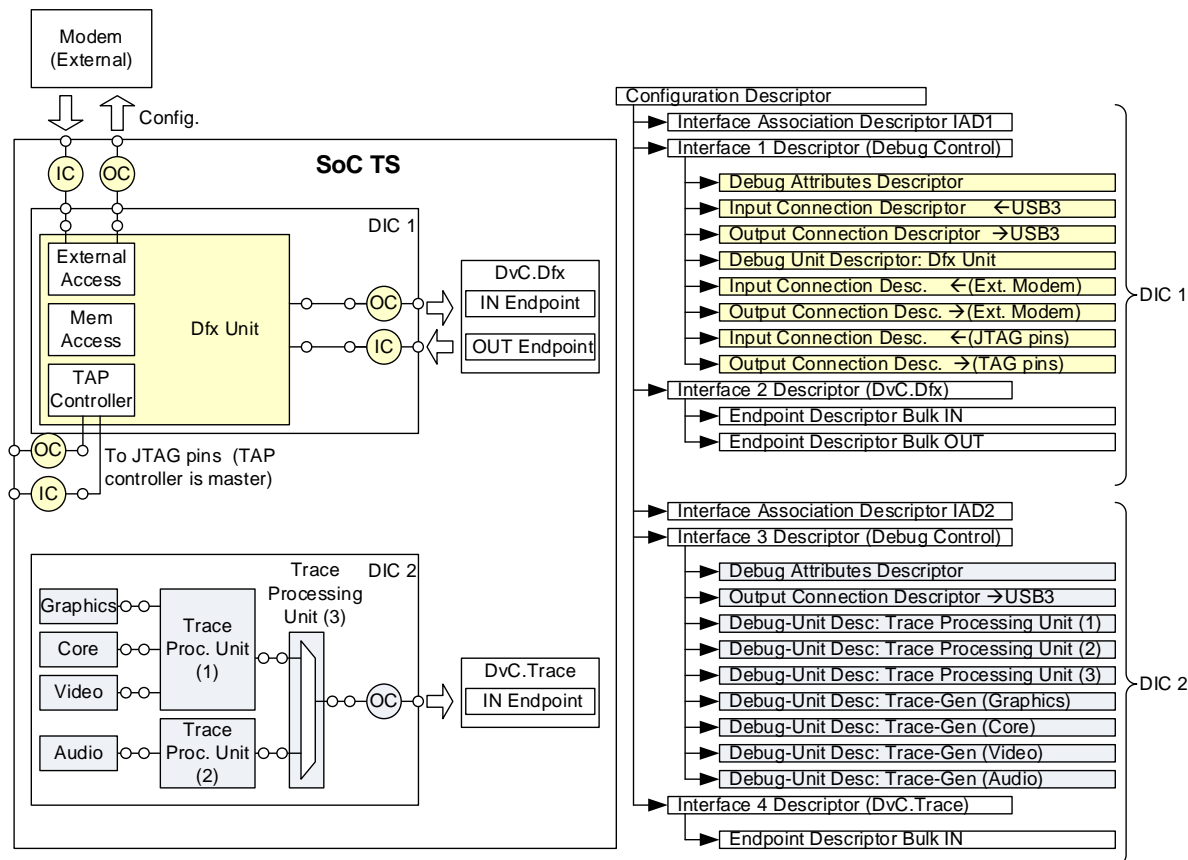 Modem
(External)
Config.
SoC TS
IC
OC
DIC 1
External
Access
Mem
Access
TAP
Controller
Dfx Unit
OC
IC
DvC.Dfx
IN Endpoint
OUT Endpoint
OC
IC
To JTAG pins (TAP
controller is master)
DIC 2
Graphics
Core
Video
Audio
Trace
Proc. Unit
(1)
Trace
Proc. Unit
(2)
Trace
Processing
Unit (3)
OC
DvC.Trace
IN Endpoint
Configuration Descriptor
Interface Association Descriptor IAD1
Interface 1 Descriptor (Debug Control)
Debug Attributes Descriptor
Input Connection Descriptor ←USB3
Output Connection Descriptor →USB3
Debug Unit Descriptor: Dfx Unit
Input Connection Desc. ←(Ext. Modem)
Output Connection Desc. →(Ext. Modem)
Input Connection Desc. ←(JTAG pins)
Output Connection Desc. →(TAG pins)
Interface 2 Descriptor (DvC.Dfx)
Endpoint Descriptor Bulk IN
Endpoint Descriptor Bulk OUT
DIC 1
Interface Association Descriptor IAD2
Interface 3 Descriptor (Debug Control)
Debug Attributes Descriptor
Output Connection Descriptor →USB3
Debug-Unit Desc: Trace Processing Unit (1)
Debug-Unit Desc: Trace Processing Unit (2)
Debug-Unit Desc: Trace Processing Unit (3)
Debug-Unit Desc: Trace-Gen (Graphics)
Debug-Unit Desc: Trace-Gen (Core)
Debug-Unit Desc: Trace-Gen (Video)
Debug-Unit Desc: Trace-Gen (Audio)
Interface 4 Descriptor (DvC.Trace)
Endpoint Descriptor Bulk IN
DIC 2